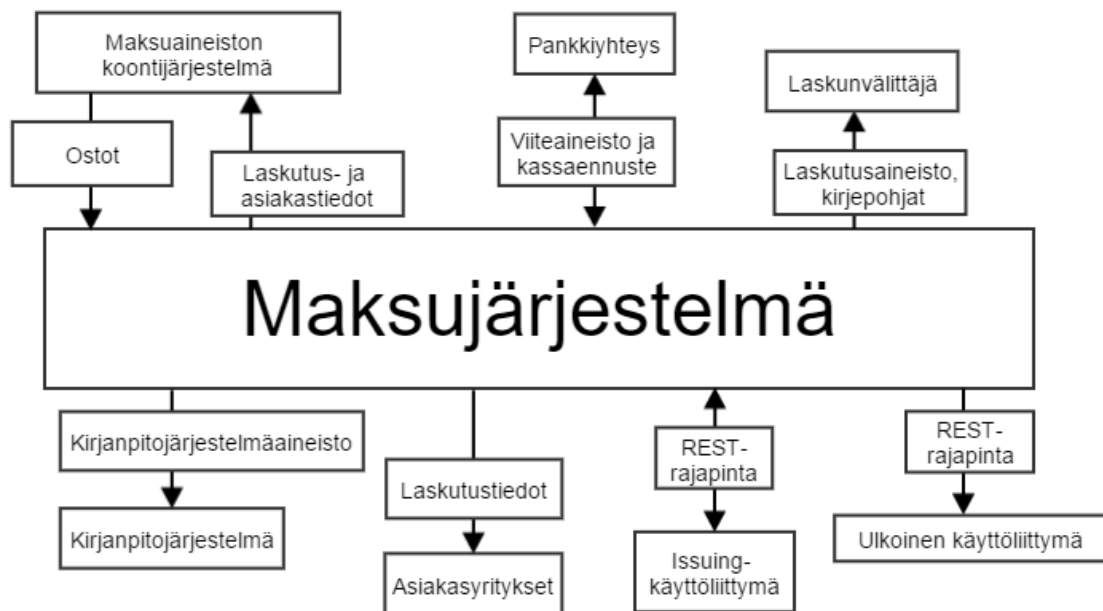 Maksuaineiston
koontijärjestelmä
Pankkiyhteys
Laskunvälittäjä
Ostot
Laskutus- ja
asiakastiedot
Viiteaineisto ja
kassaennuste
Laskutusaineisto,
kirjepohjat
Maksujärjestelmä
Kirjanpitojärjestelmäaineisto
Laskutustiedot
REST-
rajapinta
REST-
rajapinta
Kirjanpitojärjestelmä
Asiakasyritykset
Issuing-
käyttöliittymä
Ulkoinen käyttöliittymä